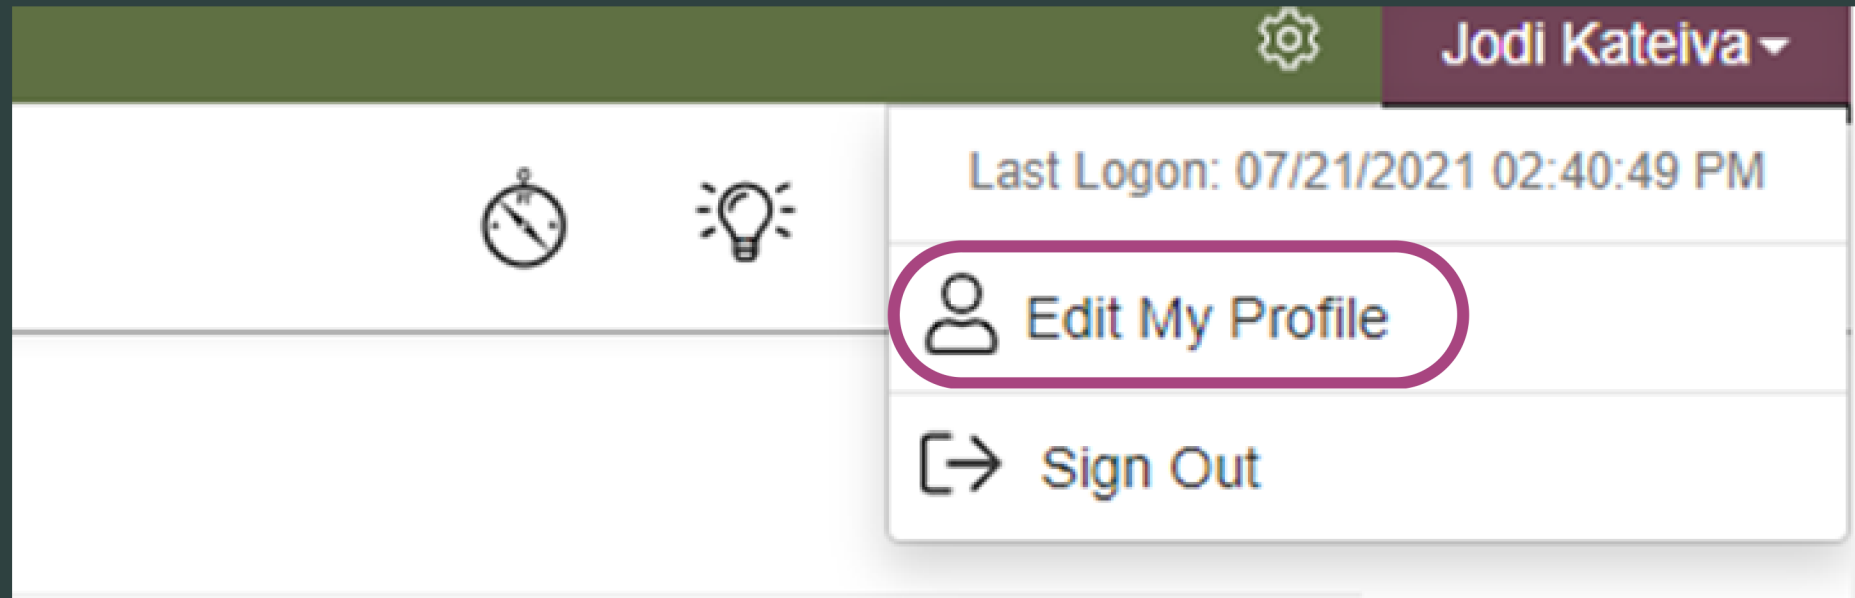 Jodi Kateiva
Last Logon: 07/21/2021 02:40:49 PM
Edit My Profile
Sign Out